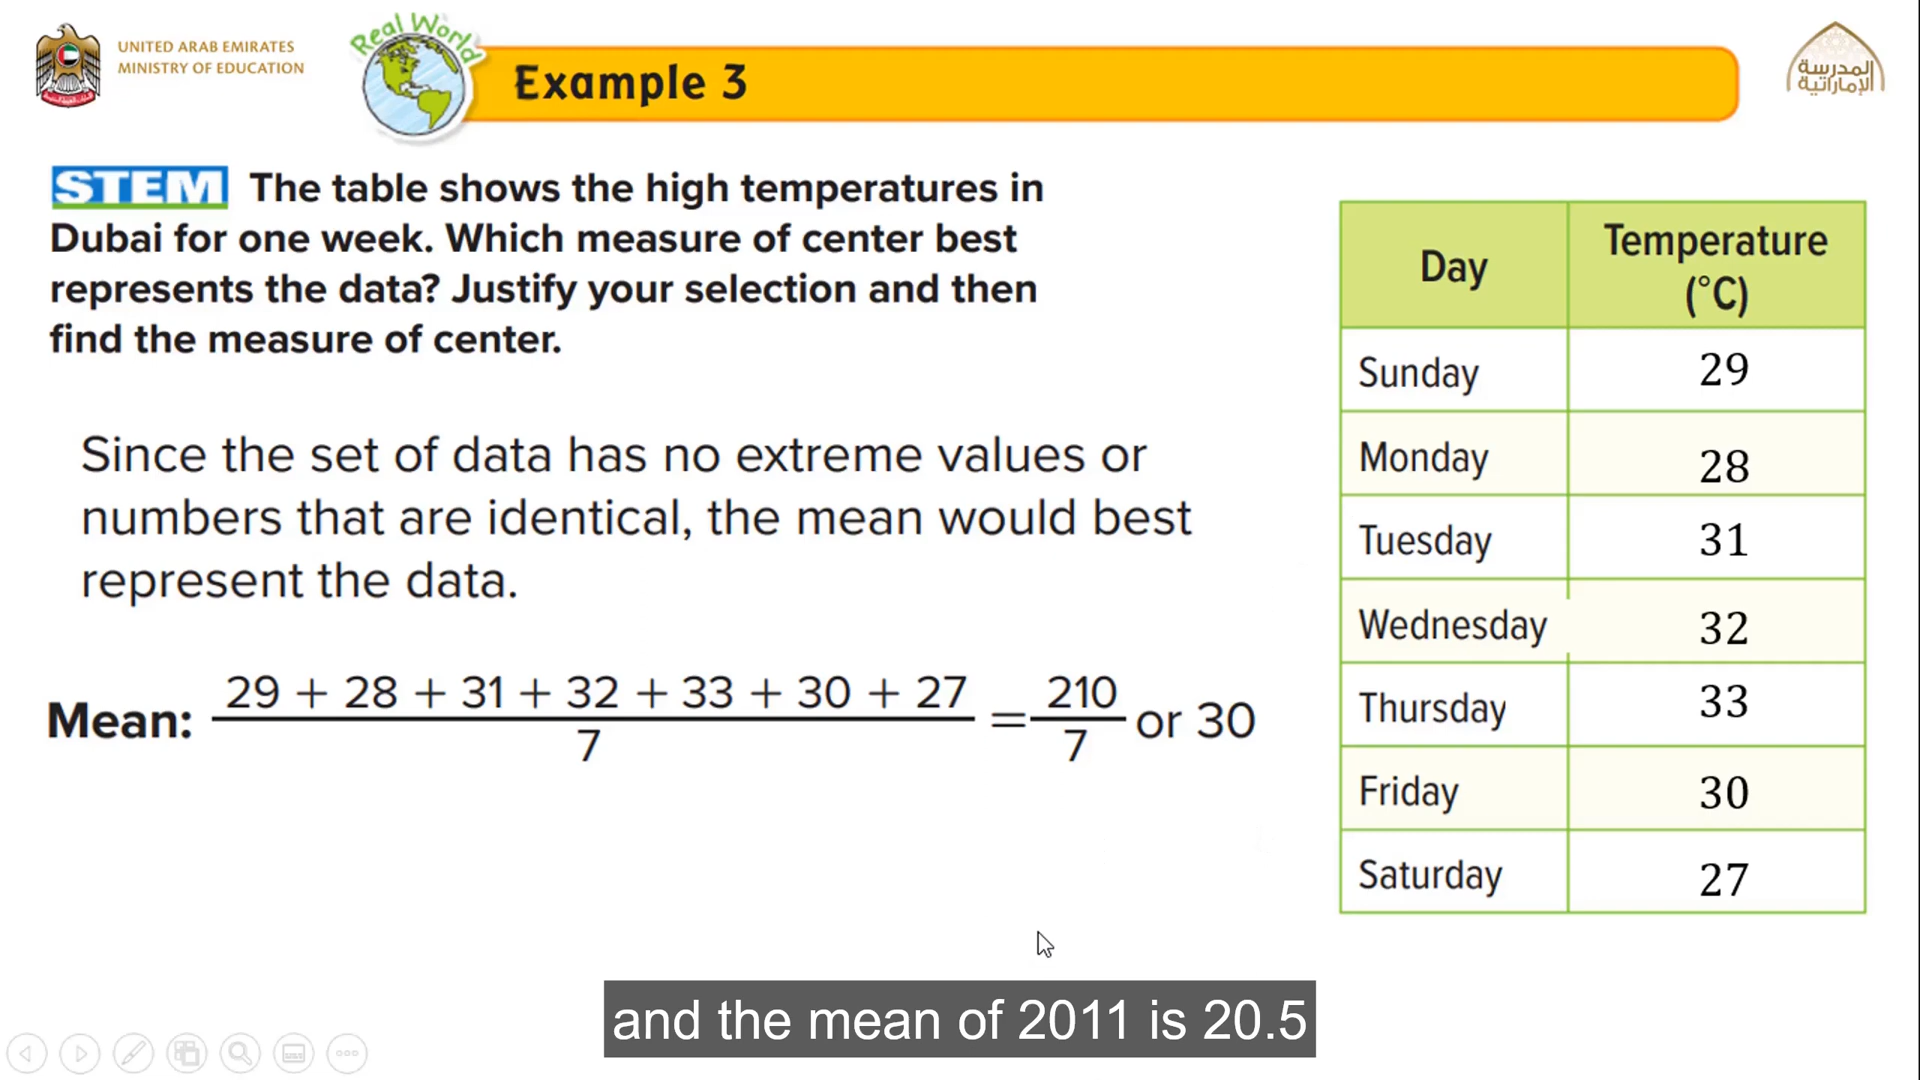 UNITED ARAB EMIRATES
MINISTRY OF EDUCATION
Real World
Example 3
المدرسة
الإماراتية
STEM The table shows the high temperatures in
Dubai for one week. Which measure of center best
represents the data? Justify your selection and then
find the measure of center.
Since the set of data has no extreme values or
numbers that are identical, the mean would best
represent the data.
Mean: 29 + 28 + 31 + 32 + 33 + 30 + 27 / 7 = 210 / 7 or 30
Day Temperature (°C)
Sunday 29
Monday 28
Tuesday 31
Wednesday 32
Thursday 33
Friday 30
Saturday 27
and the mean of 2011 is 20.5